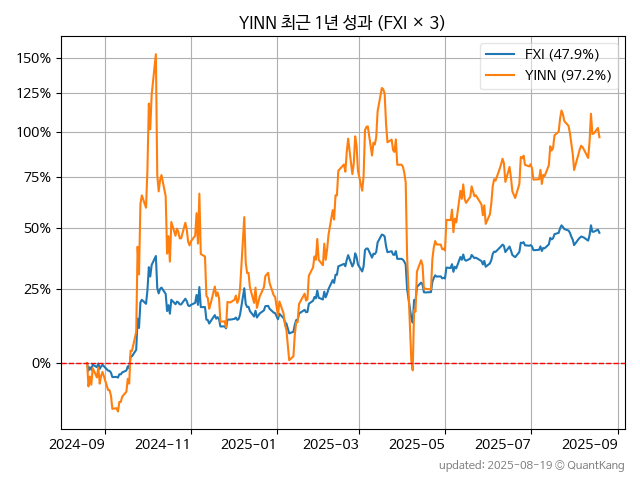 YINN 최근 1년 성과 (FXI × 3)
FXI (47.9%)
YINN (97.2%)
150%
125%
100%
75%
50%
25%
0%
2024-09 2024-11 2025-01 2025-03 2025-05 2025-07 2025-09
updated: 2025-08-19 © QuantKang